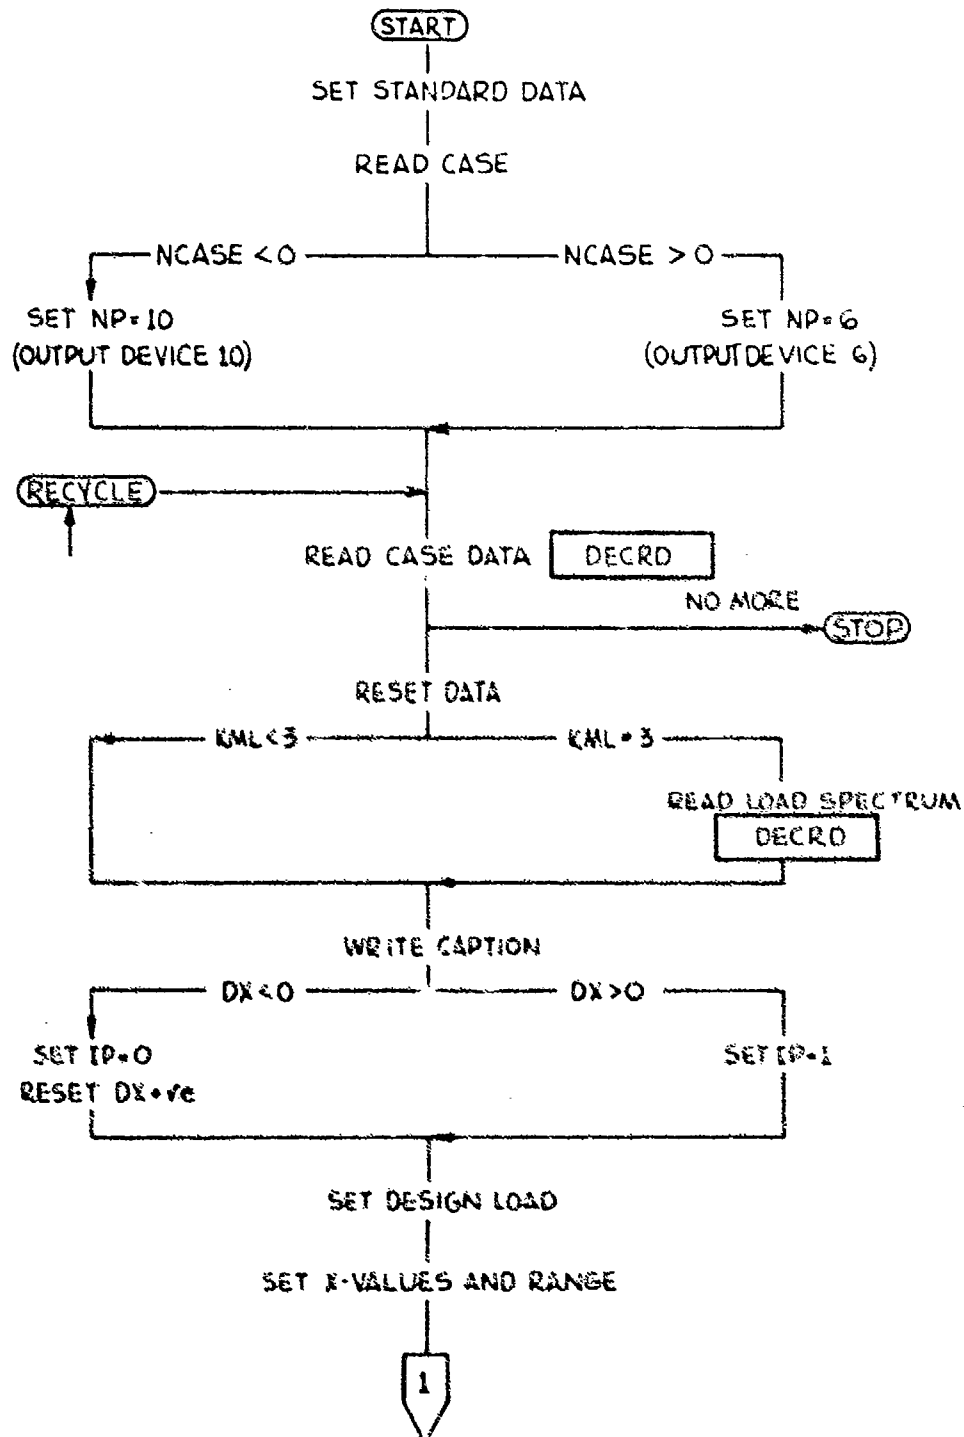 START
SET STANDARD DATA
READ CASE
NCASE < 0
NCASE > 0
SET NP=10
(OUTPUT DEVICE 10)
SET NP=6
(OUTPUT DEVICE 6)
RECYCLE
READ CASE DATA
DECRD
NO MORE
STOP
RESET DATA
KML<3
KML=3
READ LOAD SPECTRUM
DECRD
WRITE CAPTION
DX<0
DX>0
SET IP=0
RESET DX+ve
SET IP=1
SET DESIGN LOAD
SET X-VALUES AND RANGE
1